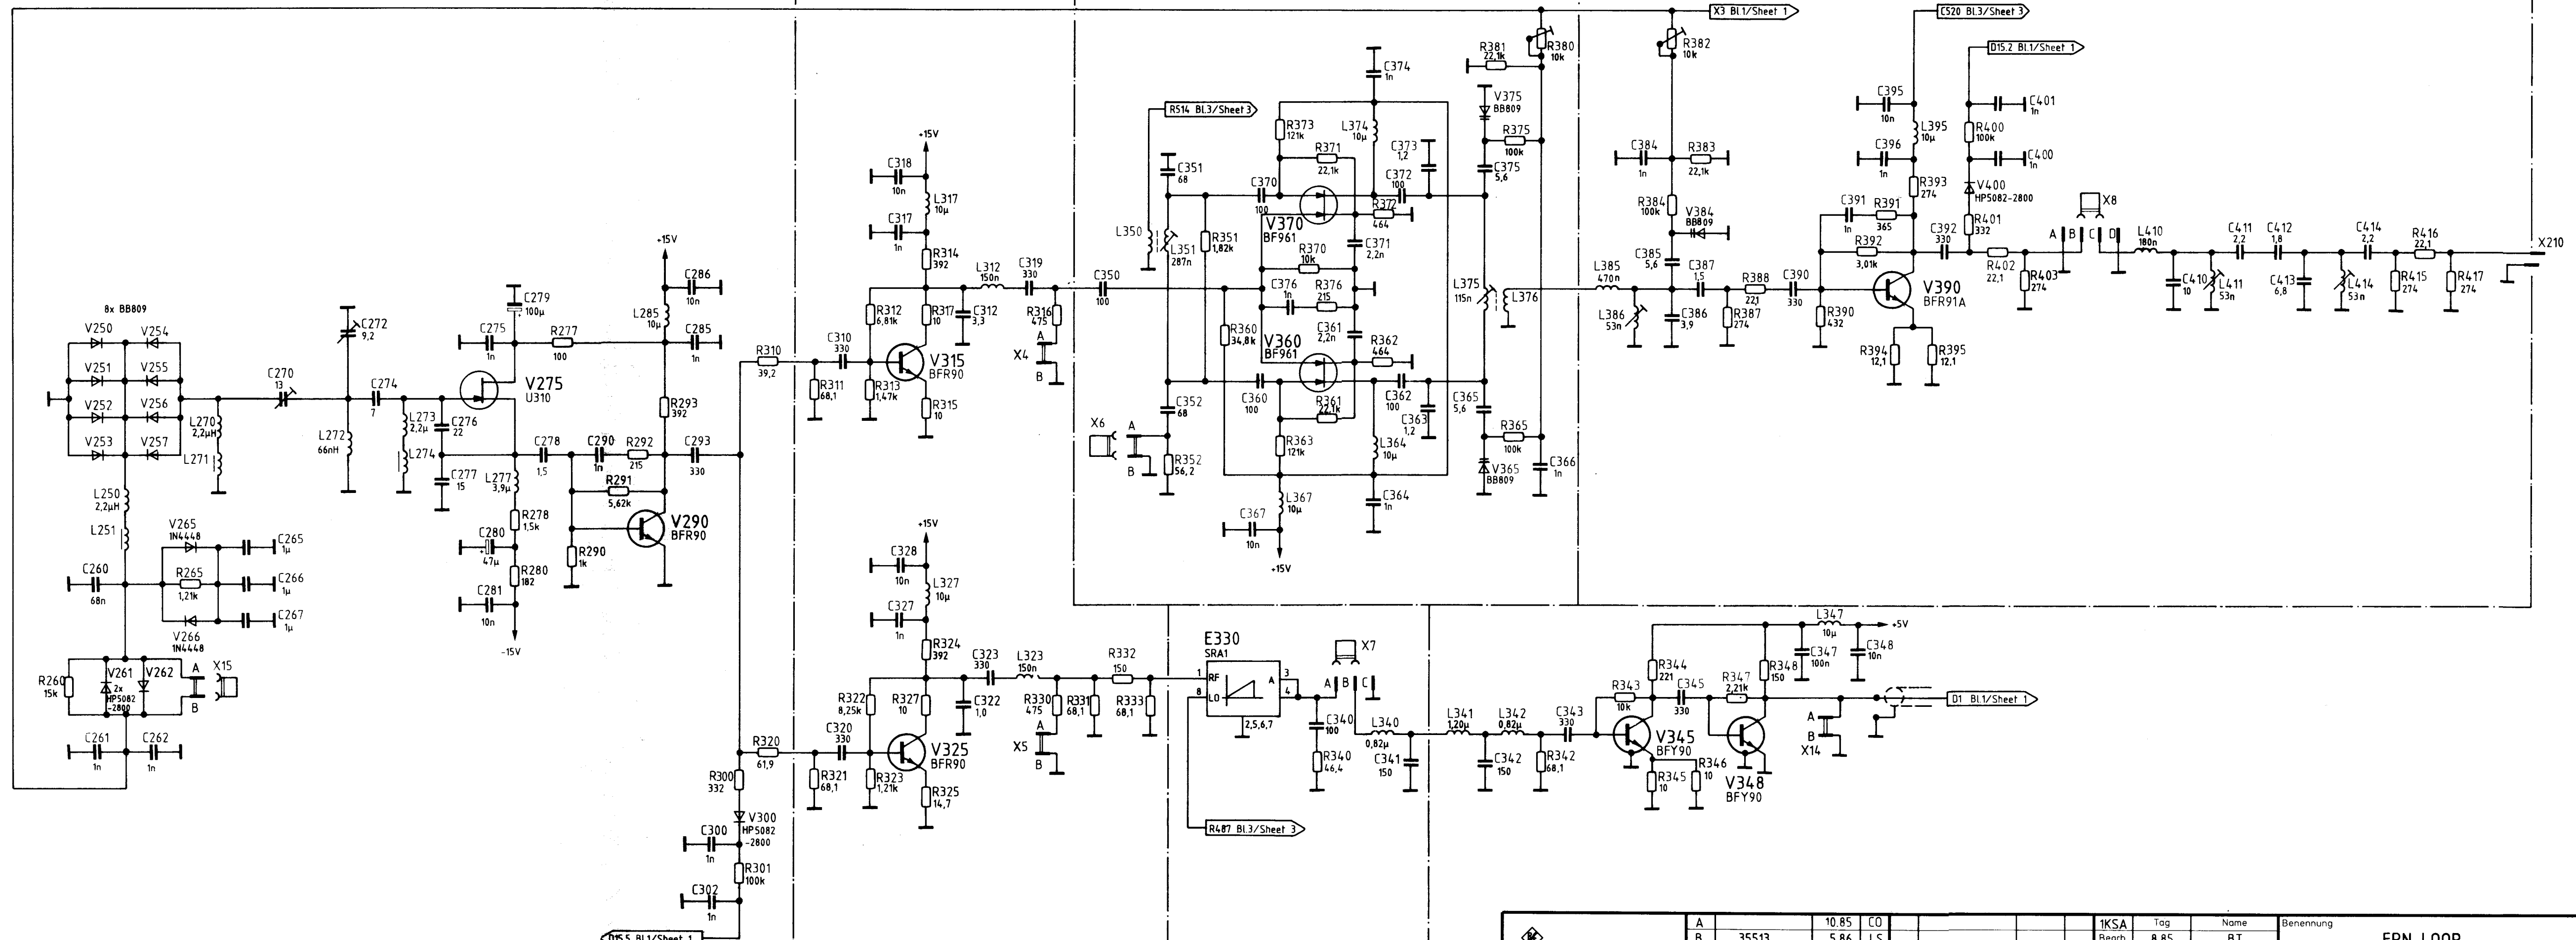 X3 Bl.1/Sheet 1
C520 Bl.3/Sheet 3
D15.2 Bl.1/Sheet 1
R514 Bl.3/Sheet 3
8x BB809
V250 V254
V251 V255
V252 V256
V253 V257
L250
2,2µH
L251
C260
68n
V265
1N4448
R265
1,21k
V266
1N4448
C265
1µ
C266
1µ
C267
1µ
R260
15k
V261
2x
HP5082
-2800
V262
A
X15
B
C261
1n
C262
1n
L270
2,2µH
L271
C270
13
C272
9,2
L272
66nH
C274
7
L273
2,2µ
L274
C275
1n
C279
100µ
+
R277
100
V275
U310
C276
22
C277
15
C278
1,5
L277
3,9µ
R278
1,5k
C280
+
47µ
R280
182
C281
10n
-15V
+15V
L285
10µ
C286
10n
C285
1n
R293
392
C290
1n
R292
215
R291
5,62k
R290
1k
V290
BFR90
C293
330
R300
332
V300
HP5082
-2800
C300
1n
R301
100k
C302
1n
D15.5 Bl.1/Sheet 1
R310
39,2
R311
68,1
C310
330
R312
6,81k
R313
1,47k
R317
10
V315
BFR90
R315
10
R314
392
C317
1n
L317
10µ
C318
10n
+15V
C312
3,3
L312
150n
C319
330
R316
475
X4
A
B
R320
61,9
R321
68,1
C320
330
R322
8,25k
R323
1,21k
R327
10
V325
BFR90
R325
14,7
R324
392
C327
1n
L327
10µ
C328
10n
+15V
C322
1,0
C323
330
L323
150n
R330
475
X5
A
B
R331
68,1
R332
150
R333
68,1
E330
SRA1
1
RF
8
LO
A
3
4
2,5,6,7
R487 Bl.3/Sheet 3
X7
A B C
C340
100
R340
46,4
L340
0,82µ
C341
150
L341
1,20µ
C342
150
L342
0,82µ
R342
68,1
C343
330
R343
10k
R344
221
V345
BFY90
R345
10
R346
10
C345
330
R347
2,21k
R348
150
V348
BFY90
L347
10µ
+5V
C347
100n
C348
10n
A
X14
B
D1 Bl.1/Sheet 1
C350
100
L350
L351
287n
C351
68
C352
68
R351
1,82k
X6
A
B
R352
56,2
R360
34,8k
C370
100
R373
121k
R371
22,1k
V370
BF961
L374
10µ
C374
1n
C373
1,2
C372
100
R372
464
C371
2,2n
R370
10k
C376
1n
R376
215
C361
2,2n
V360
BF961
R362
464
C360
100
R361
22,1k
R363
121k
C362
100
C363
1,2
L364
10µ
C364
1n
L367
10µ
C367
10n
+15V
R381
22,1k
R380
10k
V375
BB809
R375
100k
C375
5,6
L375
115n
L376
C365
5,6
R365
100k
V365
BB809
C366
1n
R382
10k
C384
1n
R383
22,1k
R384
100k
V384
BB809
C385
5,6
L385
470n
L386
53n
C386
3,9
C387
1,5
R387
274
R388
22,1
C390
330
R390
432
R392
3,01k
C391
1n
R391
365
V390
BFR91A
R394
12,1
R395
12,1
C395
10n
L395
10µ
C396
1n
R393
274
C392
330
C401
1n
R400
100k
C400
1n
V400
HP5082-2800
R401
332
R402
22,1
R403
274
X8
A B C D
L410
180n
C410
10
L411
53n
C411
2,2
C412
1,8
C413
6,8
L414
53n
C414
2,2
R415
274
R416
22,1
R417
274
X210
A 10.85 CO
B 35513 5.86 LS
1KSA Tag Name Benennung
Bearb. 8.85 BT
FRN LOOP